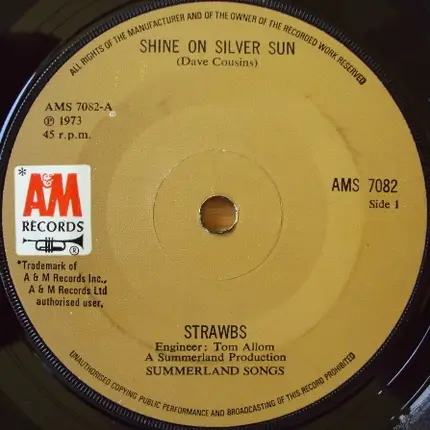 ALL RIGHTS OF THE MANUFACTURER AND OF THE OWNER OF THE RECORDED WORK RESERVED
SHINE ON SILVER SUN
(Dave Cousins)
AMS 7082-A
℗ 1973
45 r.p.m.
*
A&M
RECORDS
®
AMS 7082
Side 1
*Trademark of
A & M Records Inc.,
A & M Records Ltd
authorised user,
STRAWBS
Engineer: Tom Allom
A Summerland Production
SUMMERLAND SONGS
UNAUTHORISED COPYING PUBLIC PERFORMANCE AND BROADCASTING OF THIS RECORD PROHIBITED